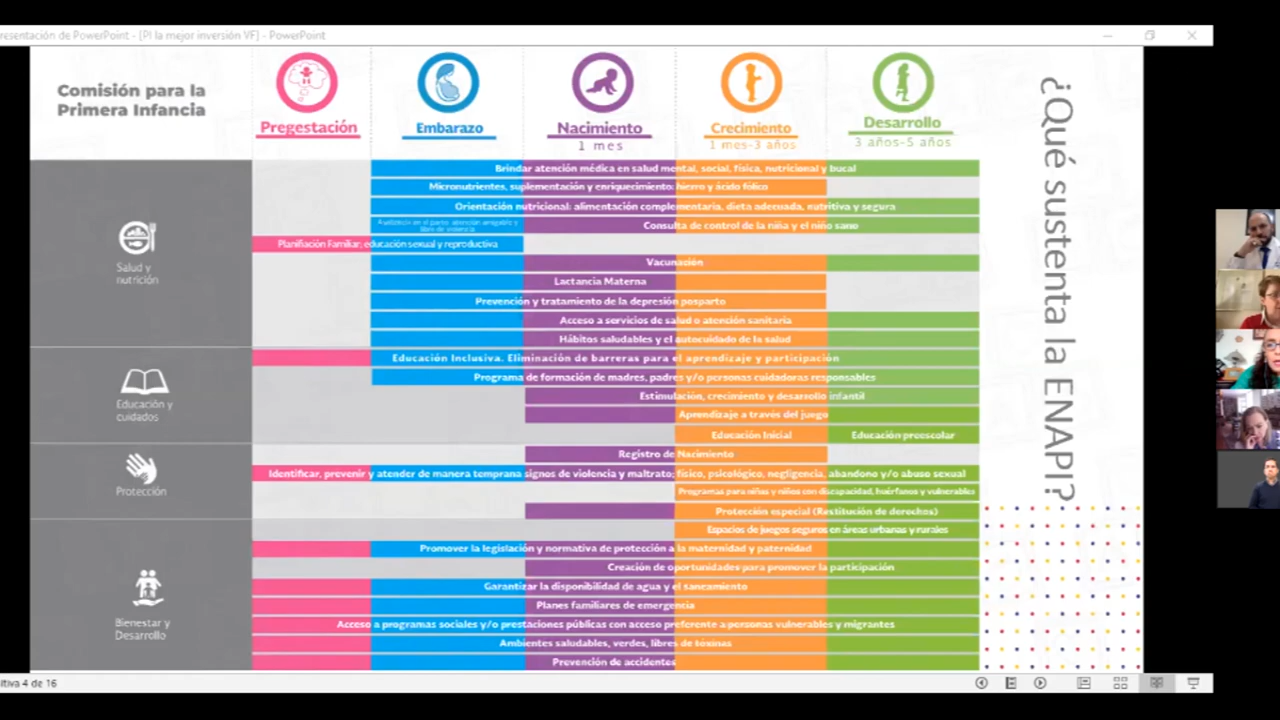 resentación de PowerPoint - [PI la mejor inversión VF] - PowerPoint
Comisión para la
Primera Infancia
Pregestación
Embarazo
Nacimiento
1 mes
Crecimiento
1 mes-3 años
Desarrollo
3 años-5 años
¿Qué sustenta la ENAPI?
Salud y
nutrición
Brindar atención médica en salud mental, social, física, nutricional y bucal
Micronutrientes, suplementación y enriquecimiento: hierro y ácido fólico
Orientación nutricional: alimentación complementaria, dieta adecuada, nutritiva y segura
Asistencia en el parto: atención amigable y
libre de violencia
Consulta de control de la niña y el niño sano
Planifiación Familiar; educación sexual y reproductiva
Vacunación
Lactancia Materna
Prevención y tratamiento de la depresión posparto
Acceso a servicios de salud o atención sanitaria
Hábitos saludables y el autocuidado de la salud
Educación y
cuidados
Educación Inclusiva. Eliminación de barreras para el aprendizaje y participación
Programa de formación de madres, padres y/o personas cuidadoras responsables
Estimulación, crecimiento y desarrollo infantil
Aprendizaje a través del juego
Educación Inicial
Educación preescolar
Protección
Registro de Nacimiento
Identificar, prevenir y atender de manera temprana signos de violencia y maltrato; físico, psicológico, negligencia, abandono y/o abuso sexual
Programas para niñas y niños con discapacidad, huérfanos y vulnerables
Protección especial (Restitución de derechos)
Espacios de juegos seguros en áreas urbanas y rurales
Bienestar y
Desarrollo
Promover la legislación y normativa de protección a la maternidad y paternidad
Creación de oportunidades para promover la participación
Garantizar la disponibilidad de agua y el saneamiento
Planes familiares de emergencia
Acceso a programas sociales y/o prestaciones públicas con acceso preferente a personas vulnerables y migrantes
Ambientes saludables, verdes, libres de toxinas
Prevención de accidentes
itiva 4 de 16